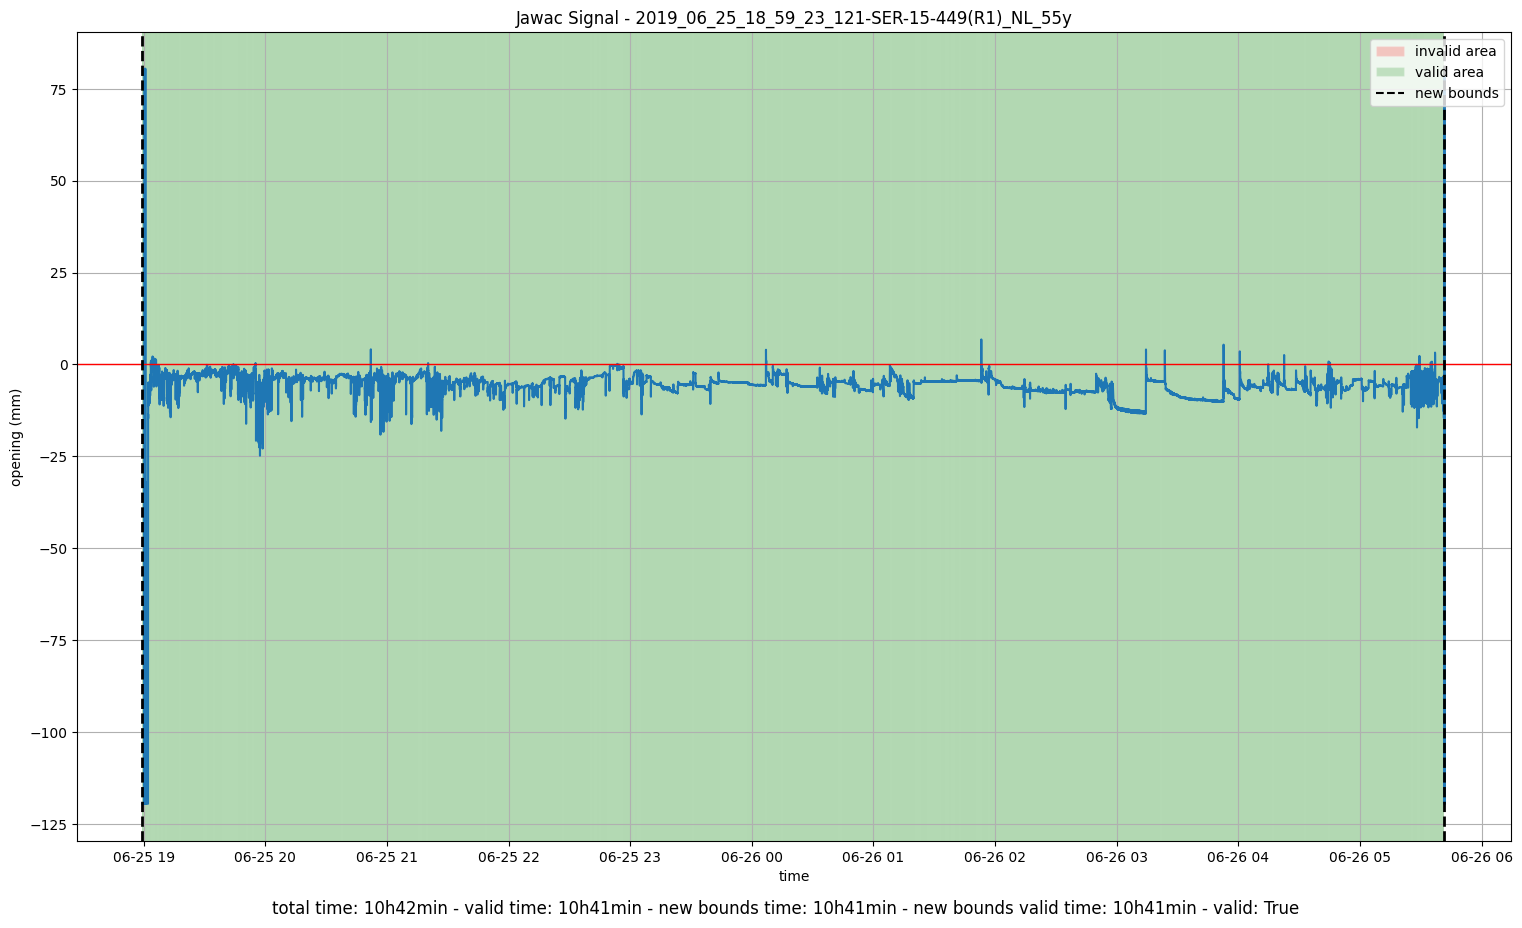 Jawac Signal - 2019_06_25_18_59_23_121-SER-15-449(R1)_NL_55y
invalid area
valid area
new bounds
75
50
25
0
−25
−50
−75
−100
−125
opening (mm)
06-25 19 06-25 20 06-25 21 06-25 22 06-25 23 06-26 00 06-26 01 06-26 02 06-26 03 06-26 04 06-26 05 06-26 06
time
total time: 10h42min - valid time: 10h41min - new bounds time: 10h41min - new bounds valid time: 10h41min - valid: True